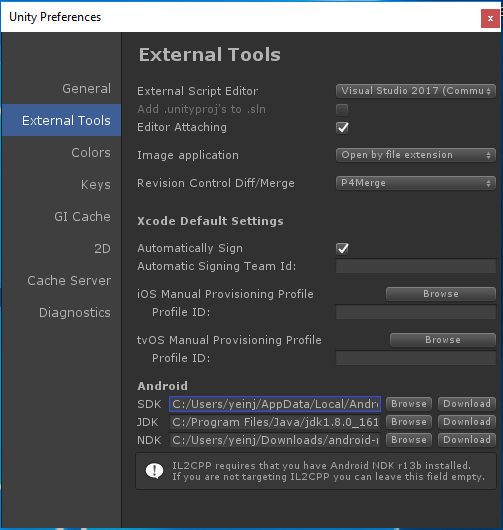 Unity Preferences
x
External Tools
General
External Tools
Colors
Keys
GI Cache
2D
Cache Server
Diagnostics
External Script Editor
Visual Studio 2017 (Commu
Add .unityproj's to .sln
Editor Attaching
Image application
Open by file extension
Revision Control Diff/Merge
P4Merge
Xcode Default Settings
Automatically Sign
Automatic Signing Team Id:
iOS Manual Provisioning Profile
Browse
Profile ID:
tvOS Manual Provisioning Profile
Browse
Profile ID:
Android
SDK C:/Users/yeinj/AppData/Local/Andr Browse Download
JDK C:/Program Files/Java/jdk1.8.0_161 Browse Download
NDK C:/Users/yeinj/Downloads/android- Browse Download
IL2CPP requires that you have Android NDK r13b installed.
If you are not targeting IL2CPP you can leave this field empty.